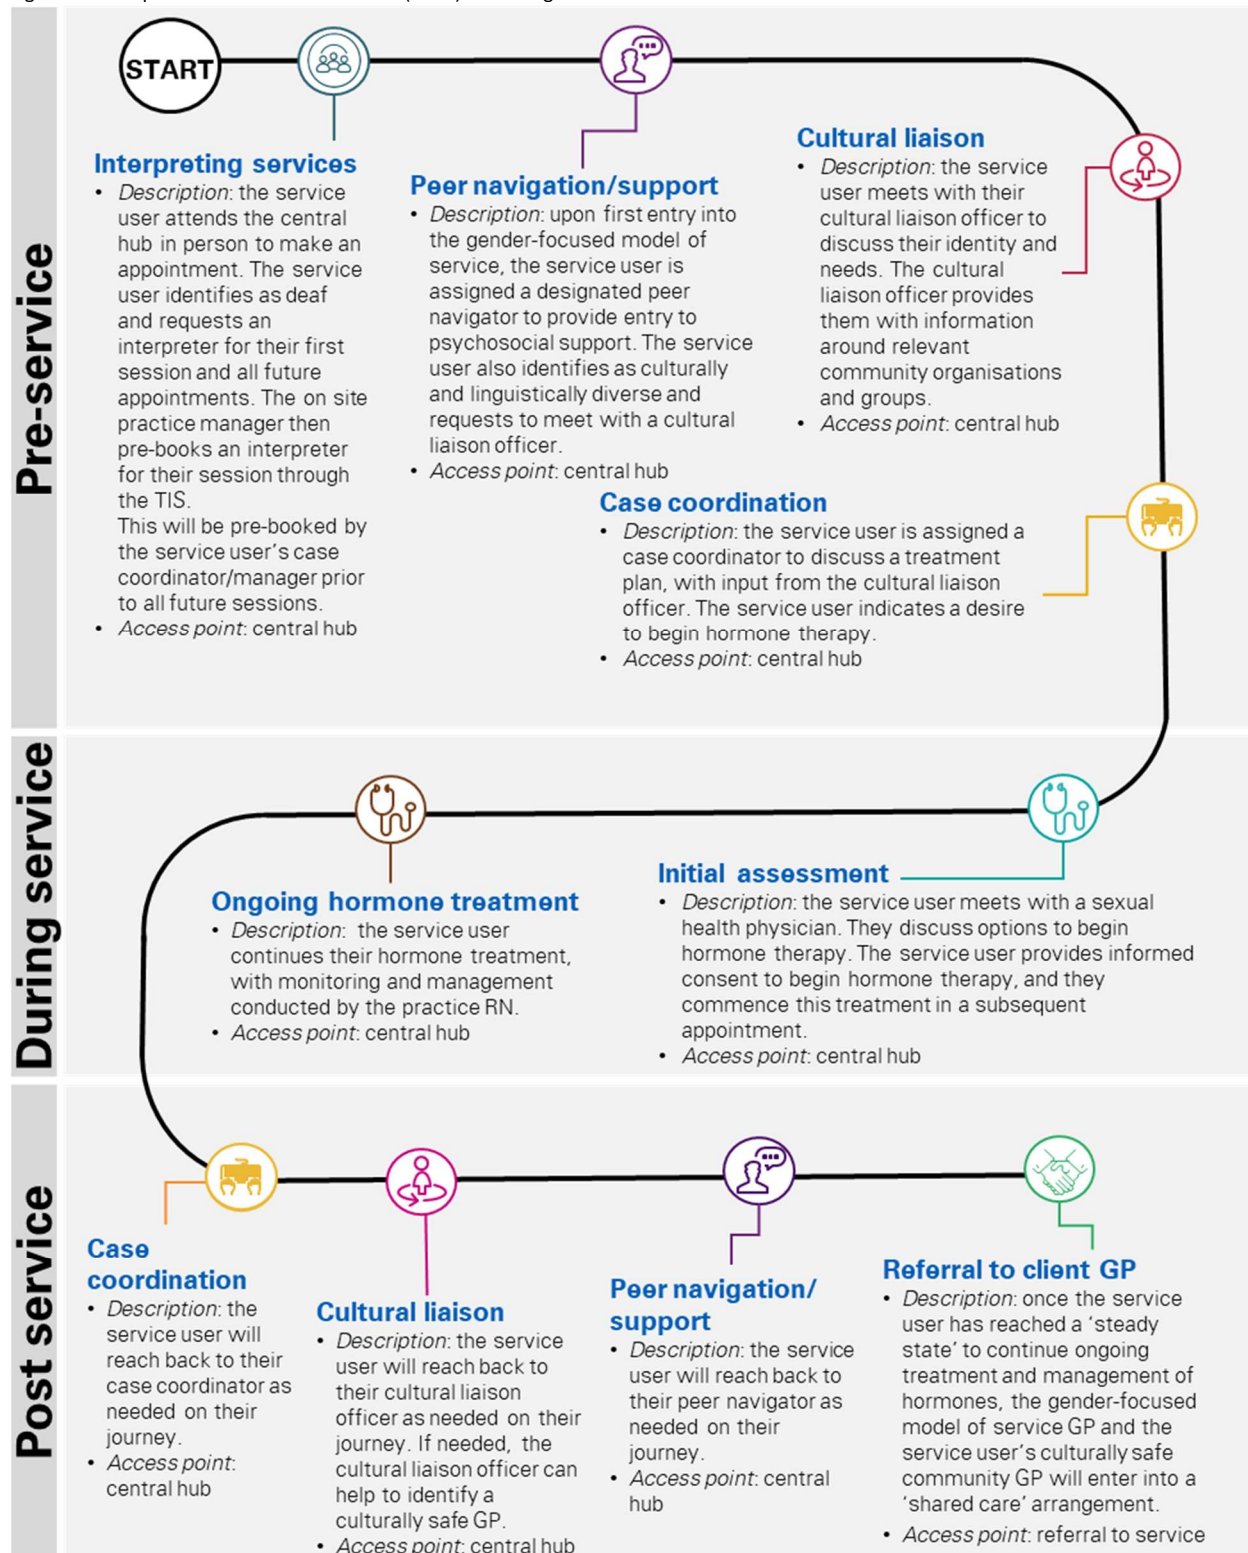 START
Pre-service
Interpreting services
• Description: the service
user attends the central
hub in person to make an
appointment. The service
user identifies as deaf
and requests an
interpreter for their first
session and all future
appointments. The on site
practice manager then
pre-books an interpreter
for their session through
the TIS.
This will be pre-booked by
the service user's case
coordinator/manager prior
to all future sessions.
• Access point: central hub
Peer navigation/support
• Description: upon first entry into
the gender-focused model of
service, the service user is
assigned a designated peer
navigator to provide entry to
psychosocial support. The service
user also identifies as culturally
and linguistically diverse and
requests to meet with a cultural
liaison officer.
• Access point: central hub
Cultural liaison
• Description: the service
user meets with their
cultural liaison officer to
discuss their identity and
needs. The cultural
liaison officer provides
them with information
around relevant
community organisations
and groups.
• Access point: central hub
Case coordination
• Description: the service user is assigned a
case coordinator to discuss a treatment
plan, with input from the cultural liaison
officer. The service user indicates a desire
to begin hormone therapy.
• Access point: central hub
During service
Initial assessment
• Description: the service user meets with a sexual
health physician. They discuss options to begin
hormone therapy. The service user provides informed
consent to begin hormone therapy, and they
commence this treatment in a subsequent
appointment.
• Access point: central hub
Ongoing hormone treatment
• Description: the service user
continues their hormone treatment,
with monitoring and management
conducted by the practice RN.
• Access point: central hub
Post service
Case
coordination
• Description: the
service user will
reach back to their
case coordinator as
needed on their
journey.
• Access point:
central hub
Cultural liaison
• Description: the service
user will reach back to
their cultural liaison
officer as needed on their
journey. If needed, the
cultural liaison officer can
help to identify a
culturally safe GP.
• Access point: central hub
Peer navigation/
support
• Description: the service
user will reach back to
their peer navigator as
needed on their
journey.
• Access point: central
hub
Referral to client GP
• Description: once the service
user has reached a 'steady
state' to continue ongoing
treatment and management of
hormones, the gender-focused
model of service GP and the
service user's culturally safe
community GP will enter into a
'shared care' arrangement.
• Access point: referral to service